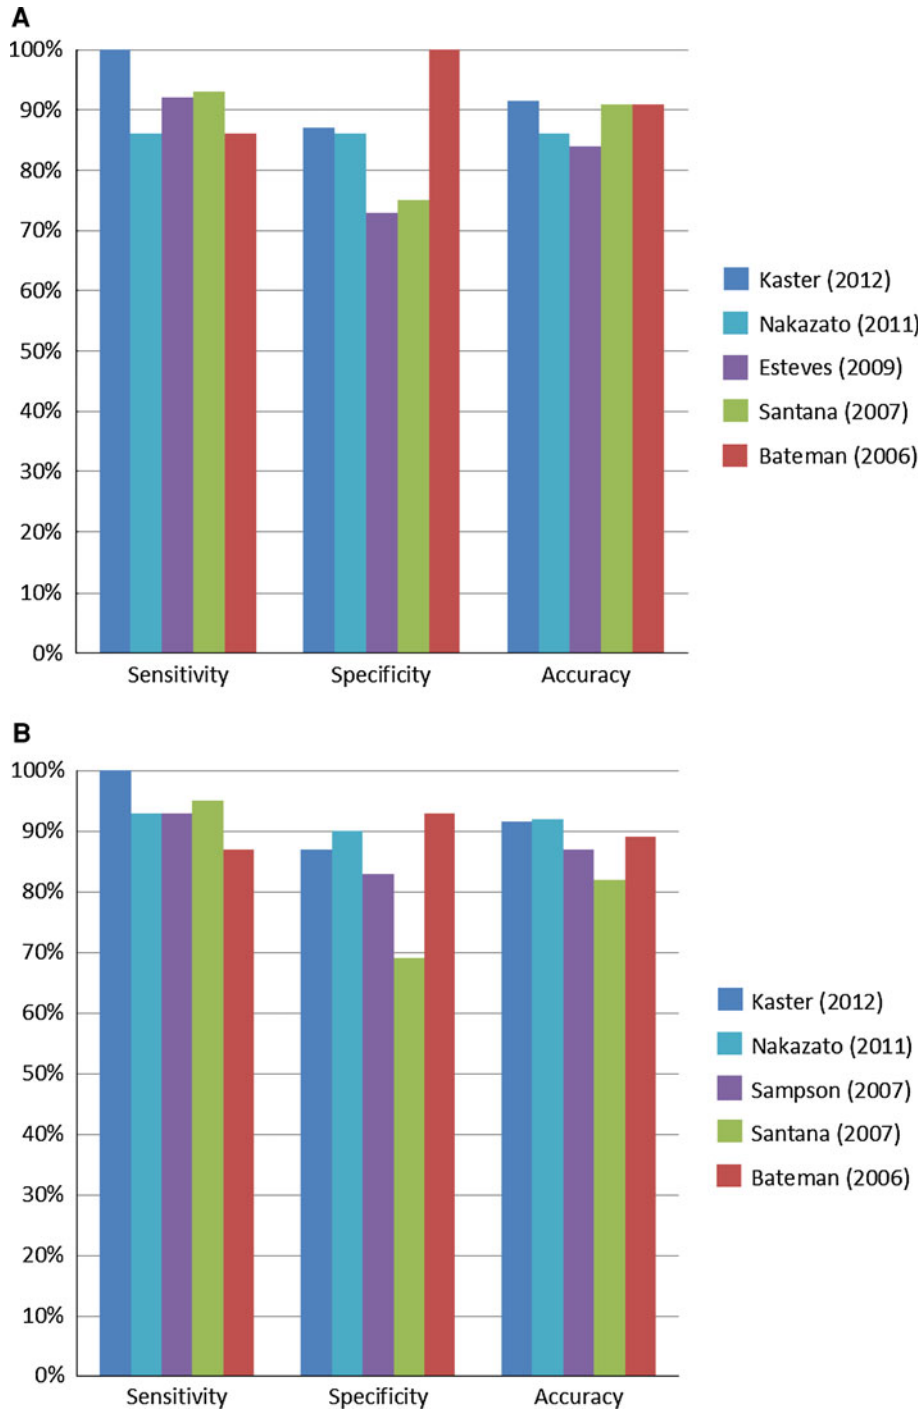 A
100%
90%
80%
70%
60%
50%
40%
30%
20%
10%
0%
Sensitivity Specificity Accuracy
Kaster (2012)
Nakazato (2011)
Esteves (2009)
Santana (2007)
Bateman (2006)
B
100%
90%
80%
70%
60%
50%
40%
30%
20%
10%
0%
Sensitivity Specificity Accuracy
Kaster (2012)
Nakazato (2011)
Sampson (2007)
Santana (2007)
Bateman (2006)